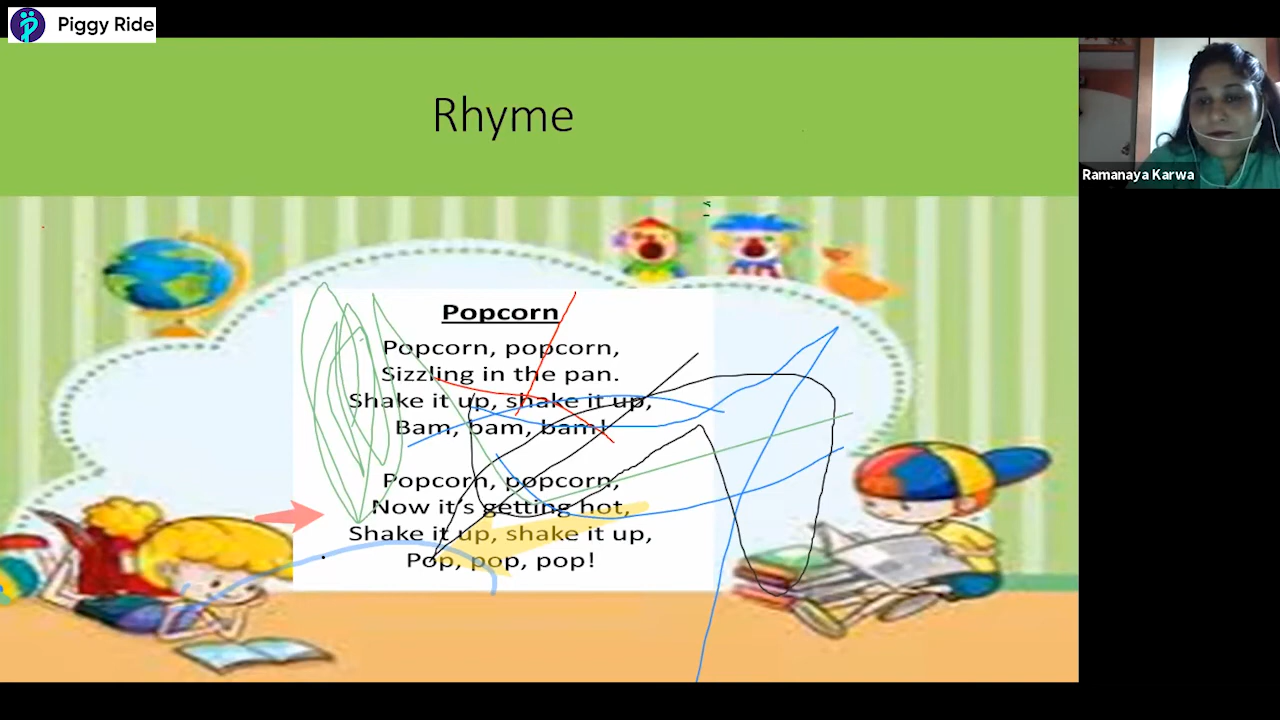 Piggy Ride
Rhyme
Ramanaya Karwa
Popcorn
Popcorn, popcorn,
Sizzling in the pan.
Shake it up, shake it up,
Bam, bam, bam!
Popcorn, popcorn,
Now it's getting hot,
Shake it up, shake it up,
Pop, pop, pop!